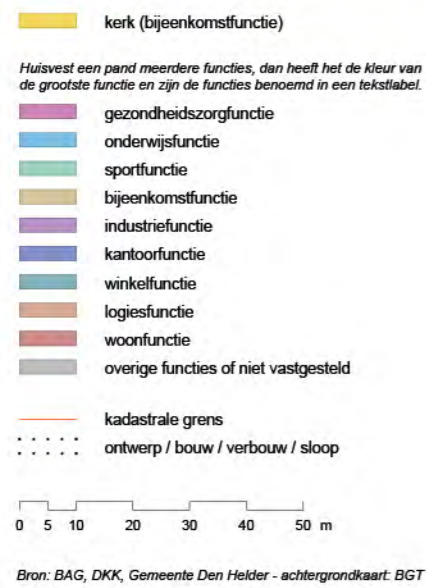 kerk (bijeenkomstfunctie)
Huisvest een pand meerdere functies, dan heeft het de kleur van
de grootste functie en zijn de functies benoemd in een tekstlabel.
gezondheidszorgfunctie
onderwijsfunctie
sportfunctie
bijeenkomstfunctie
industriefunctie
kantoorfunctie
winkelfunctie
logiesfunctie
woonfunctie
overige functies of niet vastgesteld
kadastrale grens
ontwerp / bouw / verbouw / sloop
0 5 10 20 30 40 50 m
Bron: BAG, DKK, Gemeente Den Helder - achtergrondkaart: BGT